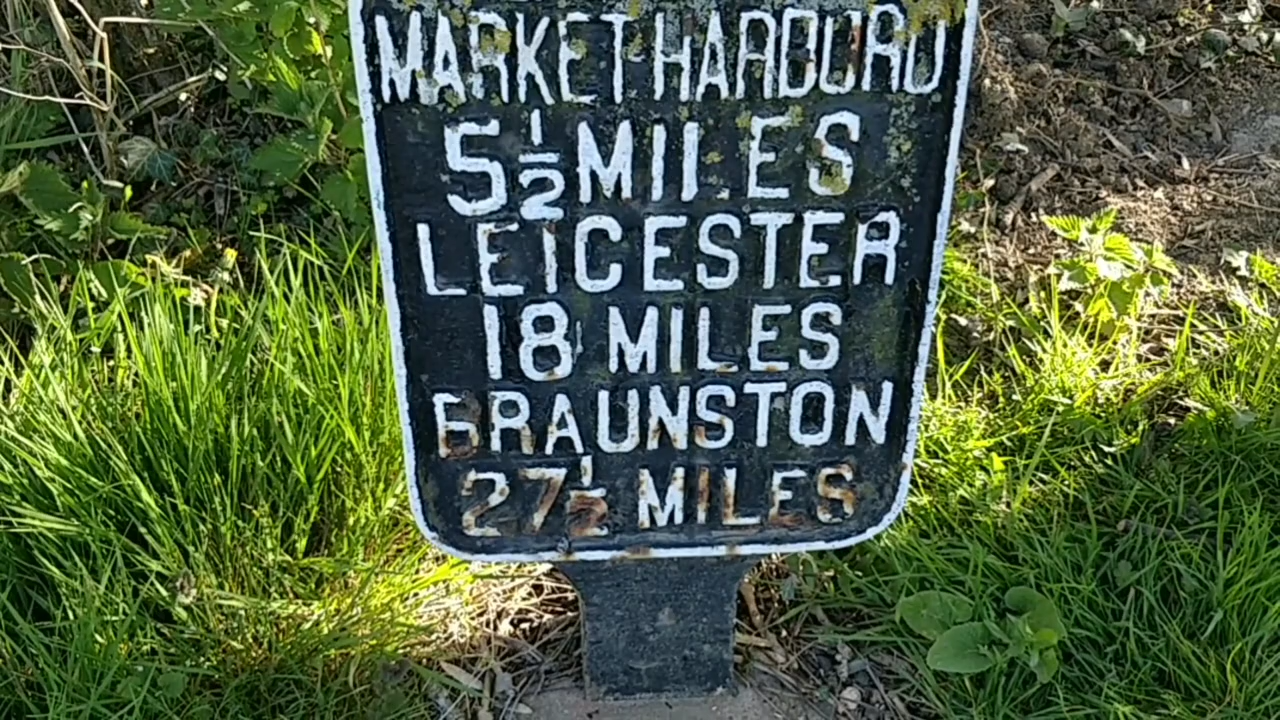 MARKET HARBORO
5½ MILES
LEICESTER
18 MILES
BRAUNSTON
27½ MILES